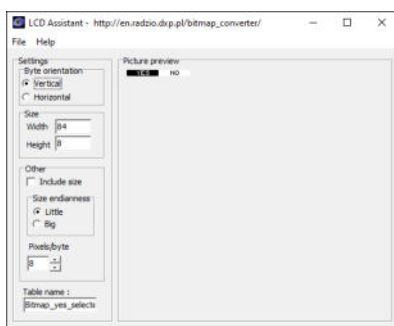 LCD Assistant - http://en.radzio.dxp.pl/bitmap_converter/
File Help
Settings
Byte orientation
Vertical
Horizontal
Size
Width 84
Height 8
Other
Include size
Size endianness
Little
Big
Pixels/byte
8
Table name :
Bitmap_yes_selecte
Picture preview
YES NO